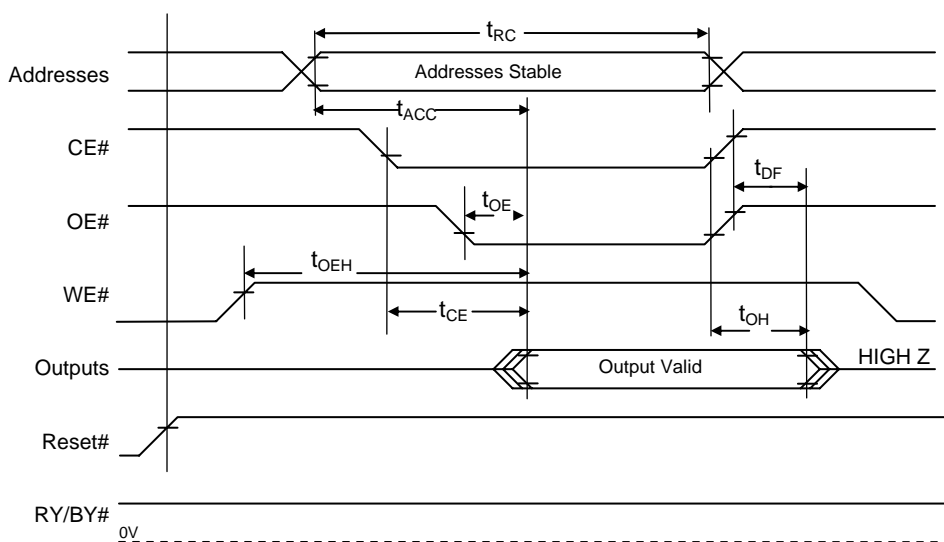 tRC
Addresses
Addresses Stable
tACC
CE#
tDF
OE#
tOE
tOEH
WE#
tCE
tOH
Outputs
Output Valid
HIGH Z
Reset#
RY/BY#
0V